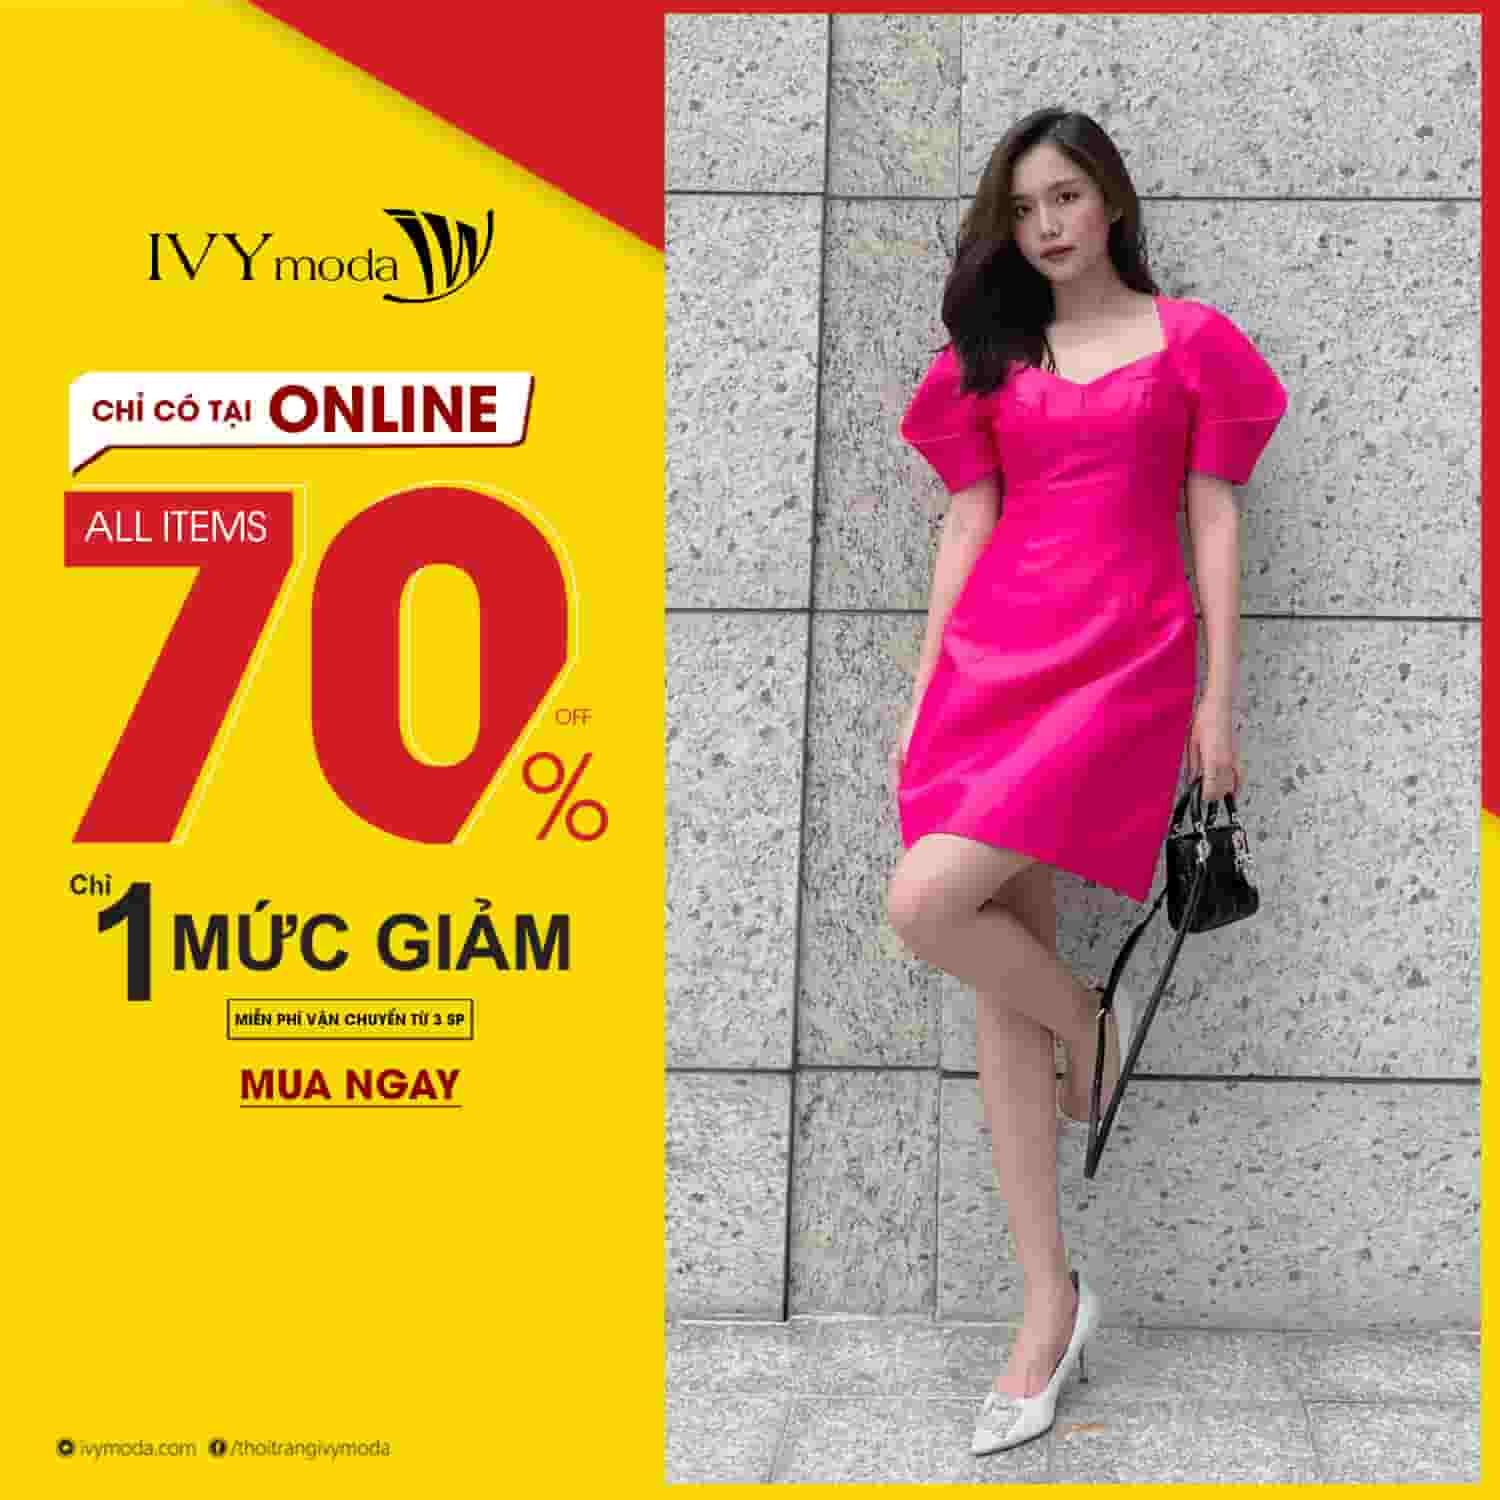 IVY moda
CHỈ CÓ TẠI ONLINE
ALL ITEMS
70%
OFF
Chỉ
1 MỨC GIẢM
MIỄN PHÍ VẬN CHUYỂN TỪ 3 SP
MUA NGAY
ivymoda.com /thoitrangivymoda